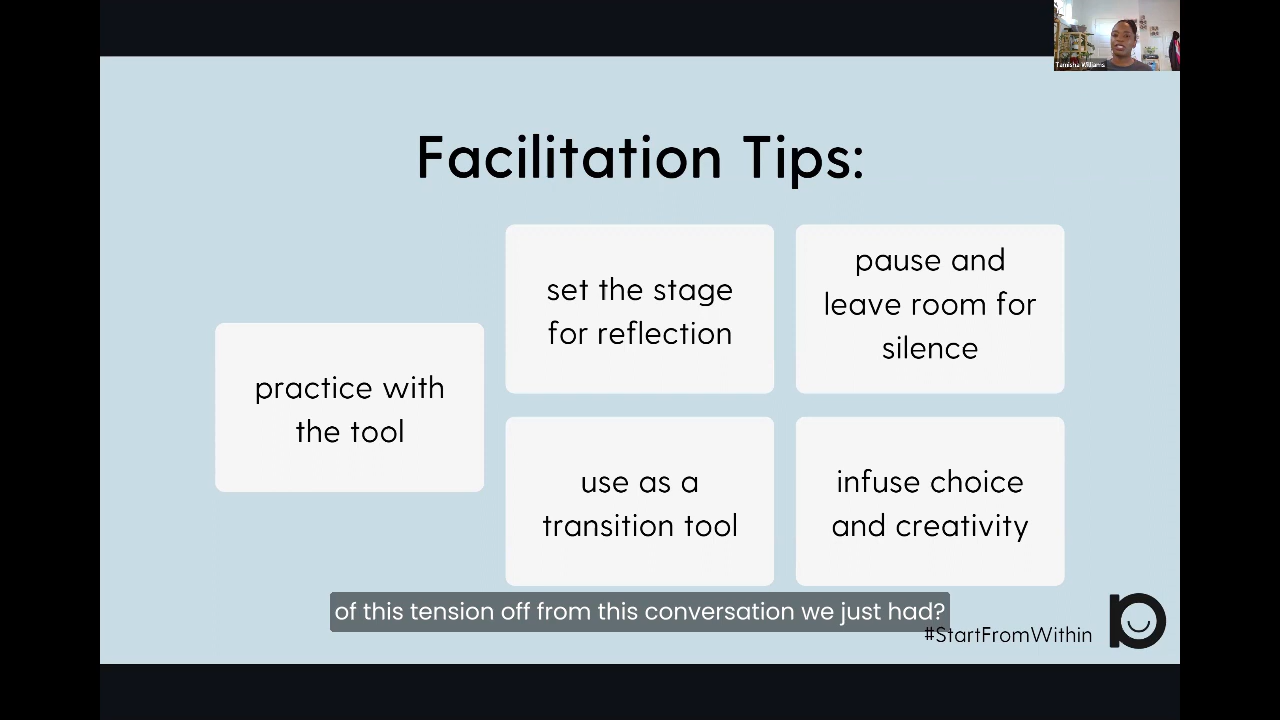 Tamisha Williams
Facilitation Tips:
practice with
the tool
set the stage
for reflection
pause and
leave room for
silence
use as a
transition tool
infuse choice
and creativity
of this tension off from this conversation we just had?
#StartFromWithin